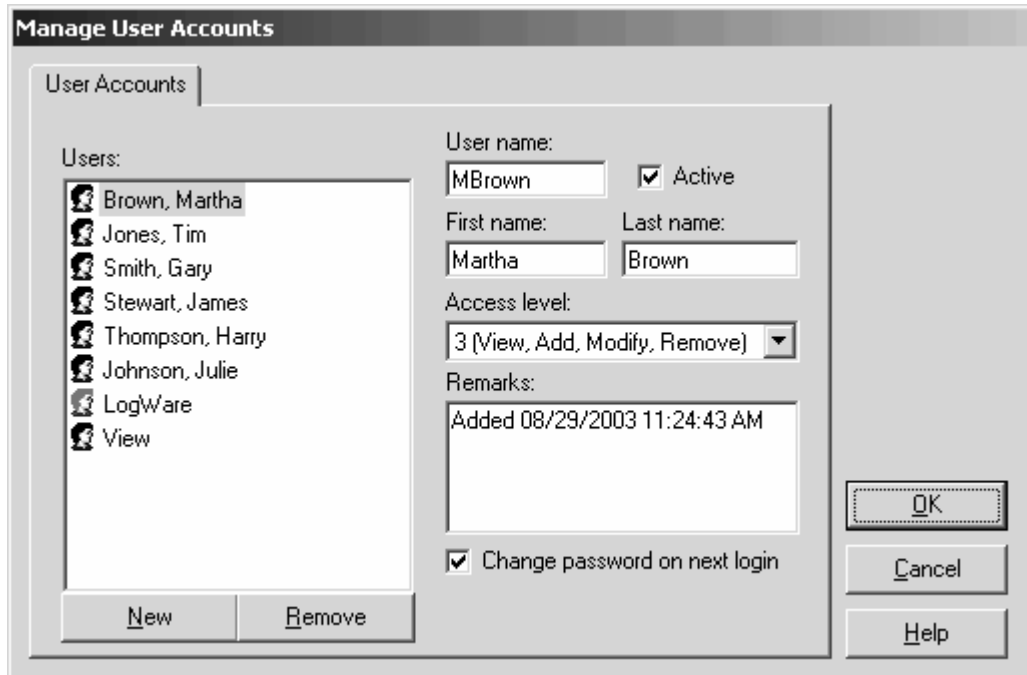 Manage User Accounts
User Accounts
Users:
Brown, Martha
Jones, Tim
Smith, Gary
Stewart, James
Thompson, Harry
Johnson, Julie
LogWare
View
New
Remove
User name:
MBrown
Active
First name:
Last name:
Martha
Brown
Access level:
3 (View, Add, Modify, Remove)
Remarks:
Added 08/29/2003 11:24:43 AM
Change password on next login
OK
Cancel
Help